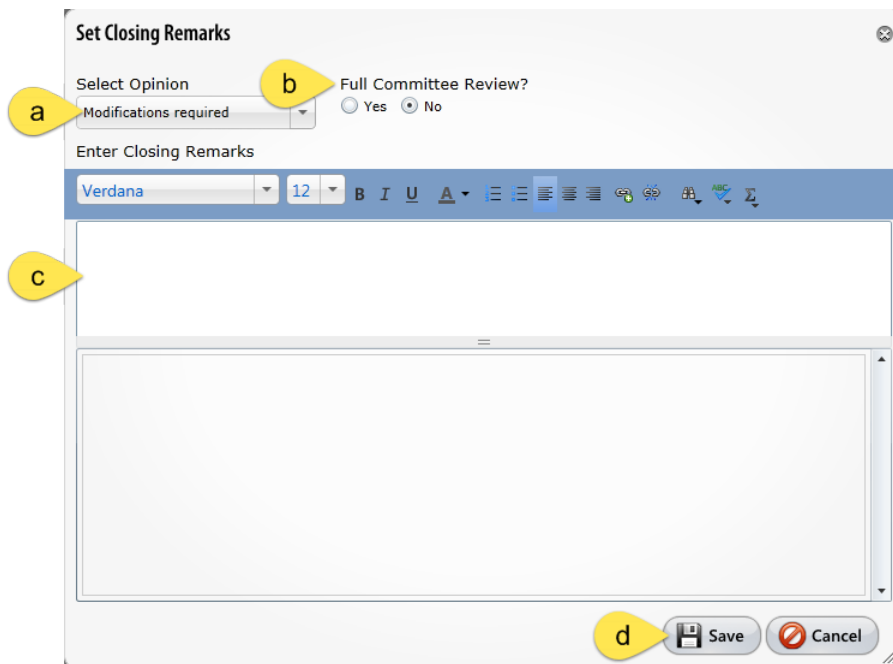 Set Closing Remarks
Select Opinion
b
Full Committee Review?
a
Modifications required
Yes No
Enter Closing Remarks
Verdana 12 B I U A ABC Σ
c
d
Save Cancel